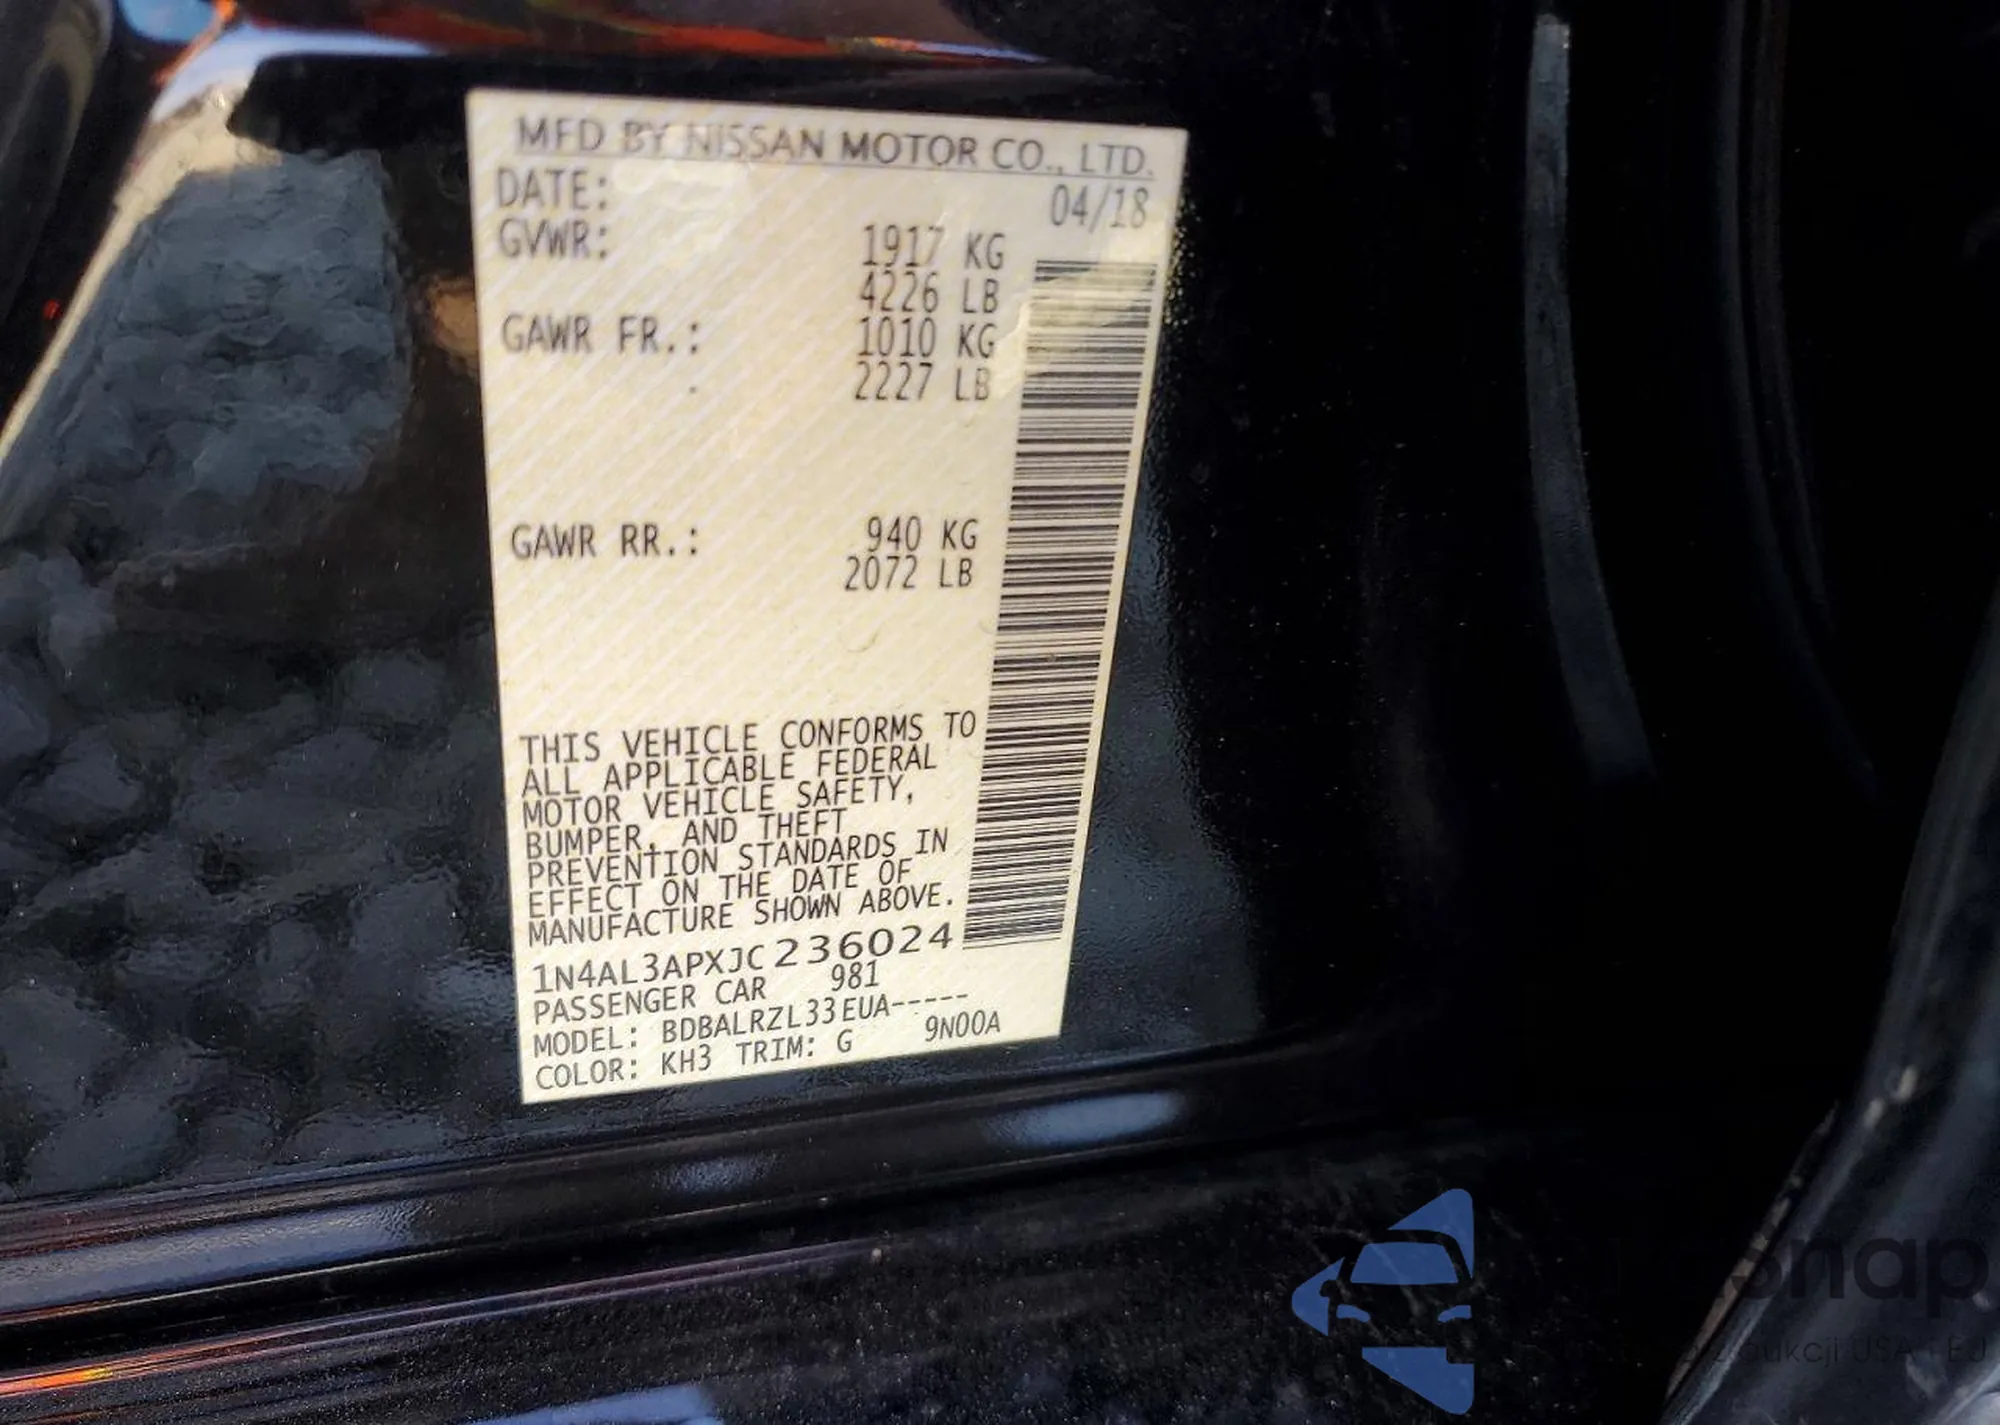 MFD BY NISSAN MOTOR CO., LTD.
DATE: 04/18
GVWR: 1917 KG
4226 LB
GAWR FR.: 1010 KG
2227 LB
GAWR RR.: 940 KG
2072 LB
THIS VEHICLE CONFORMS TO
ALL APPLICABLE FEDERAL
MOTOR VEHICLE SAFETY,
BUMPER, AND THEFT
PREVENTION STANDARDS IN
EFFECT ON THE DATE OF
MANUFACTURE SHOWN ABOVE.
1N4AL3APXJC236024
PASSENGER CAR 981
MODEL: BDBALRZL33EUA-----
COLOR: KH3 TRIM: G 9N00A